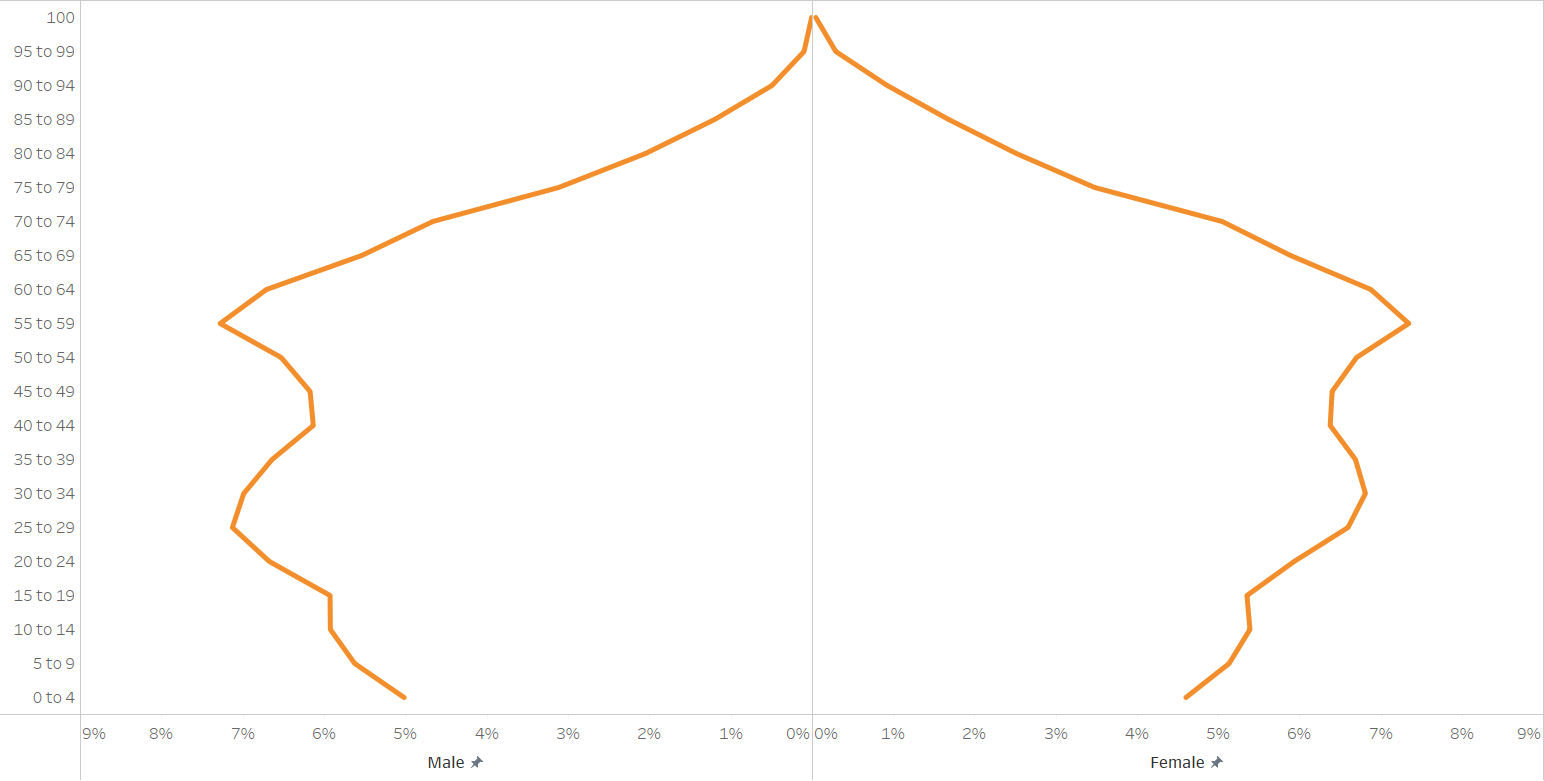 100
95 to 99
90 to 94
85 to 89
80 to 84
75 to 79
70 to 74
65 to 69
60 to 64
55 to 59
50 to 54
45 to 49
40 to 44
35 to 39
30 to 34
25 to 29
20 to 24
15 to 19
10 to 14
5 to 9
0 to 4
9% 8% 7% 6% 5% 4% 3% 2% 1% 0% 0% 1% 2% 3% 4% 5% 6% 7% 8% 9%
Male Female